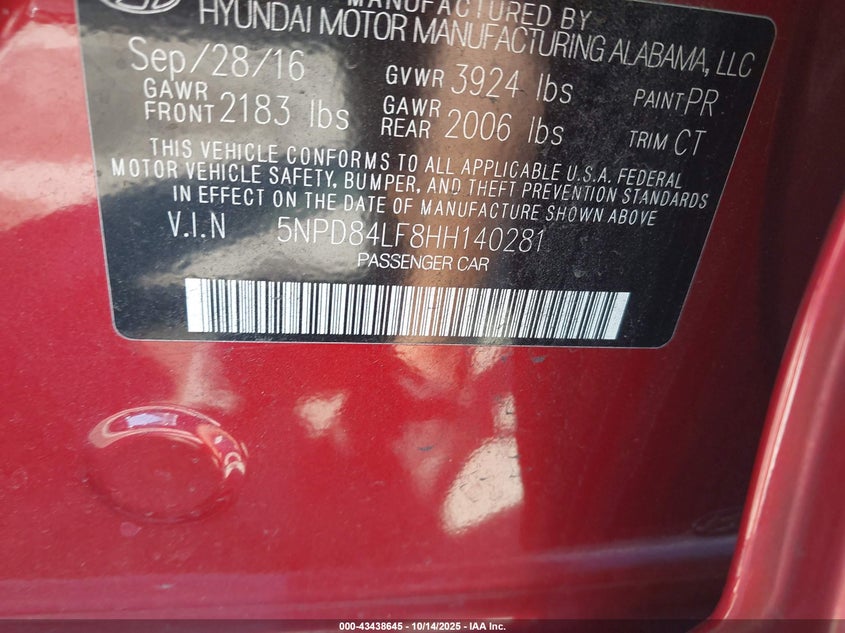 MANUFACTURED BY
HYUNDAI MOTOR MANUFACTURING ALABAMA, LLC
Sep/28/16 GVWR 3924 lbs PAINT PR
GAWR FRONT 2183 lbs GAWR REAR 2006 lbs TRIM CT
THIS VEHICLE CONFORMS TO ALL APPLICABLE U.S.A. FEDERAL
MOTOR VEHICLE SAFETY, BUMPER, AND THEFT PREVENTION STANDARDS
IN EFFECT ON THE DATE OF MANUFACTURE SHOWN ABOVE
V.I.N 5NPD84LF8HH140281
PASSENGER CAR
000-43438645 - 10/14/2025 - IAA Inc.